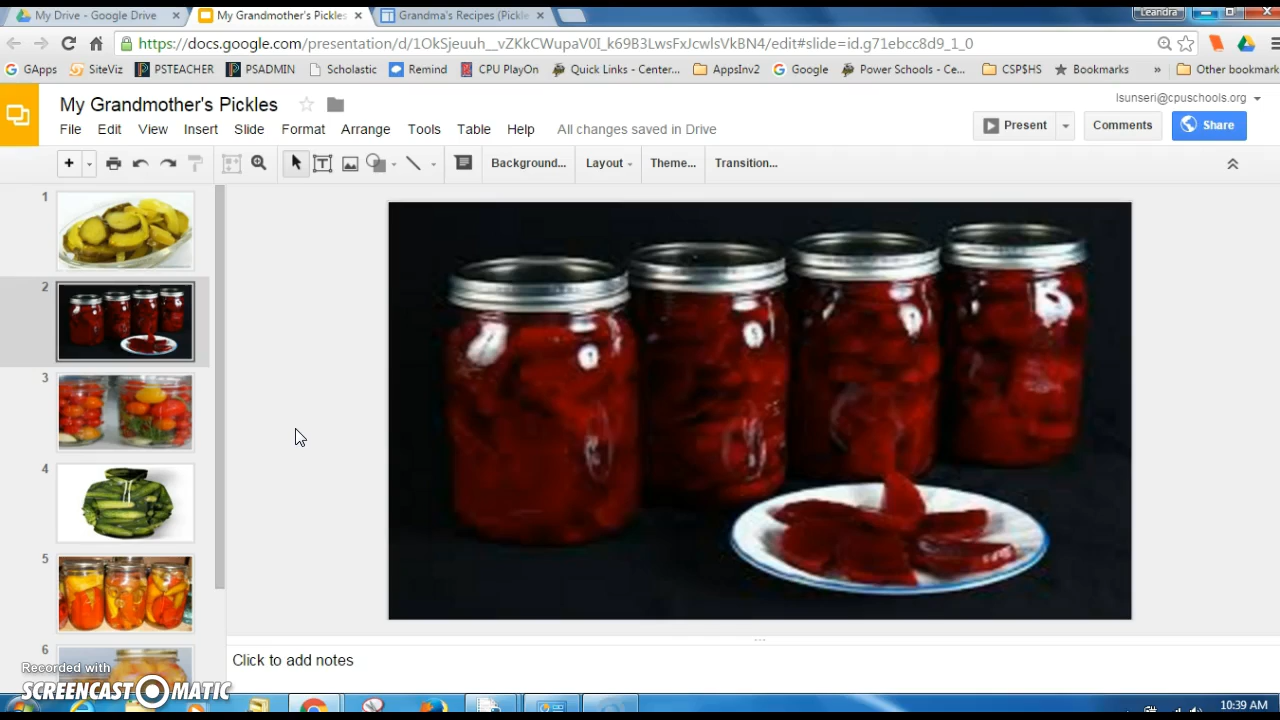 My Drive - Google Drive
My Grandmother's Pickles
Grandma's Recipes (Pickle
Leandra
https://docs.google.com/presentation/d/1OkSjeuuh__vZKkCWupaV0I_k69B3LwsFxJcwlsVkBN4/edit#slide=id.g71ebcc8d9_1_0
GApps SiteViz PSTEACHER PSADMIN Scholastic Remind CPU PlayOn Quick Links - Center... AppsInv2 Google Power Schools - Ce... CSP$HS Bookmarks » Other bookmark
My Grandmother's Pickles
lsunseri@cpuschools.org
File Edit View Insert Slide Format Arrange Tools Table Help All changes saved in Drive
Present Comments Share
Background... Layout Theme... Transition...
1
2
3
4
5
6
Click to add notes
Recorded with
SCREENCAST-O-MATIC
10:39 AM